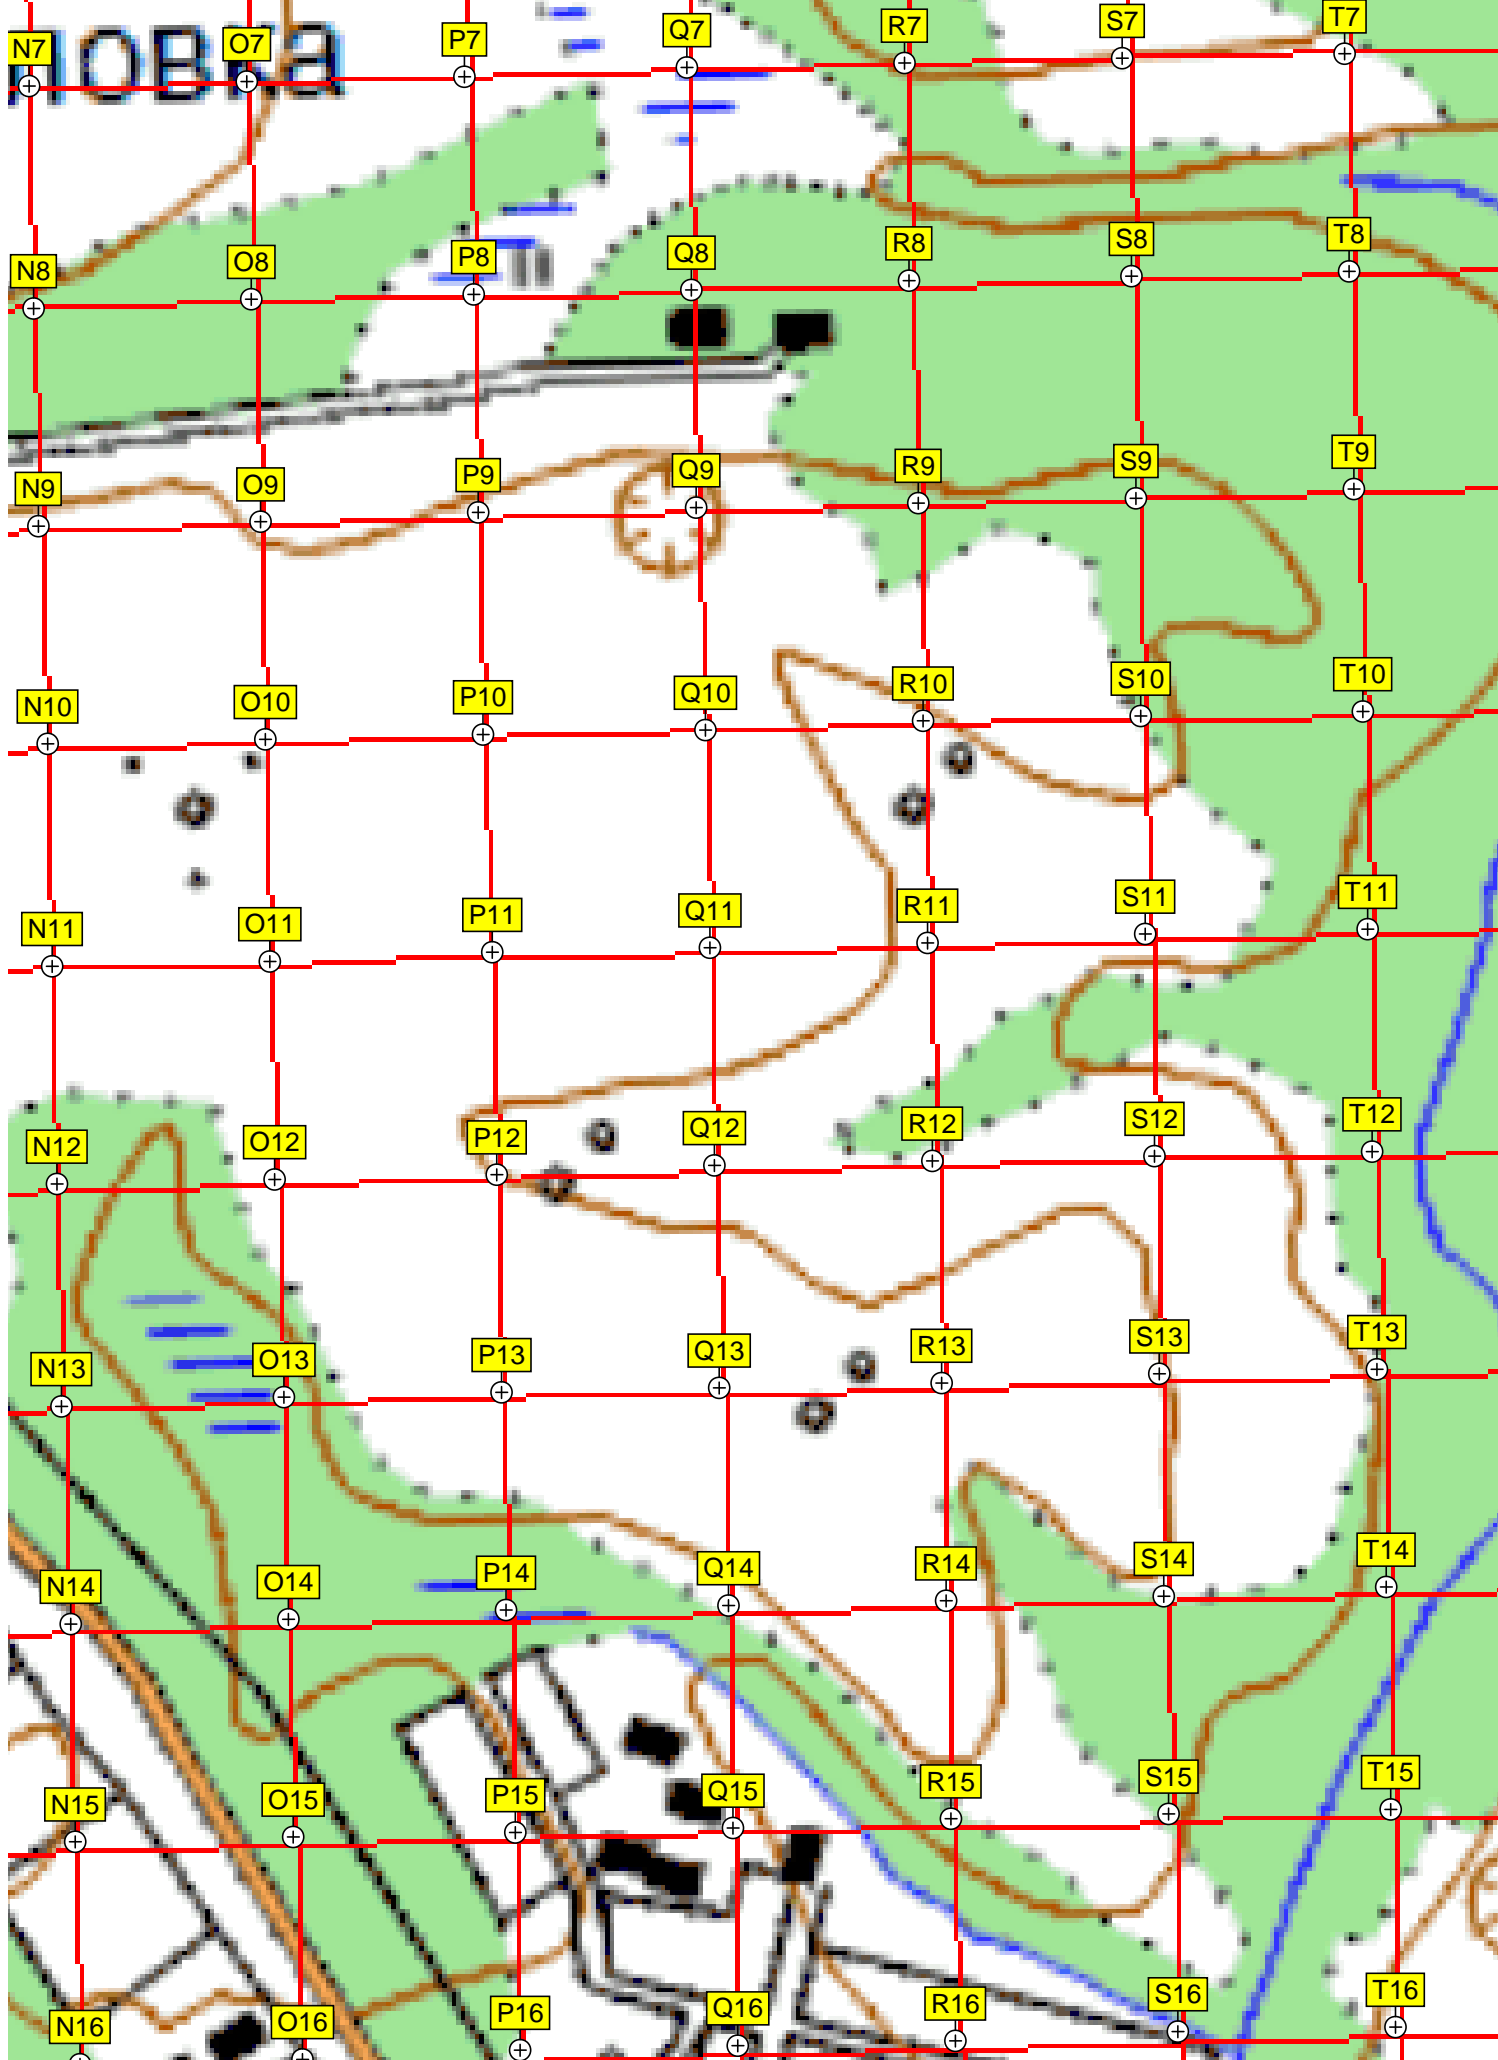 ловка
N7 O7 P7 Q7 R7 S7 T7
N8 O8 P8 Q8 R8 S8 T8
N9 O9 P9 Q9 R9 S9 T9
N10 O10 P10 Q10 R10 S10 T10
N11 O11 P11 Q11 R11 S11 T11
N12 O12 P12 Q12 R12 S12 T12
N13 O13 P13 Q13 R13 S13 T13
N14 O14 P14 Q14 R14 S14 T14
N15 O15 P15 Q15 R15 S15 T15
N16 O16 P16 Q16 R16 S16 T16